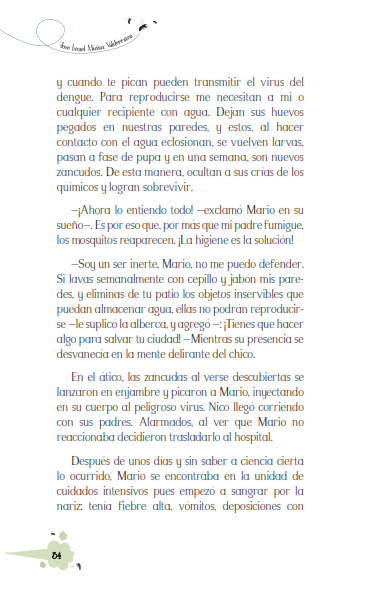 José Israel Muñoz Valderrama
y cuando te pican pueden transmitir el virus del
dengue. Para reproducirse me necesitan a mi o
cualquier recipiente con agua. Dejan sus huevos
pegados en nuestras paredes, y estos, al hacer
contacto con el agua eclosionan, se vuelven larvas,
pasan a fase de pupa y en una semana, son nuevos
zancudos. De esta manera, ocultan a sus crías de los
químicos y logran sobrevivir.
—¡Ahora lo entiendo todo! —exclamó Mario en su
sueño—. Es por eso que, por más que mi padre fumigue,
los mosquitos reaparecen. ¡La higiene es la solución!
—Soy un ser inerte, Mario, no me puedo defender.
Si lavas semanalmente con cepillo y jabón mis pare-
des, y eliminas de tu patio los objetos inservibles que
puedan almacenar agua, ellas no podrán reproducir-
se —le suplicó la alberca, y agregó —: ¡Tienes que hacer
algo para salvar tu ciudad! —Mientras su presencia se
desvanecía en la mente delirante del chico.
En el ático, las zancudas al verse descubiertas se
lanzaron en enjambre y picaron a Mario, inyectando
en su cuerpo al peligroso virus. Nico llegó corriendo
con sus padres. Alarmados, al ver que Mario no
reaccionaba decidieron trasladarlo al hospital.
Después de unos días y sin saber a ciencia cierta
lo ocurrido, Mario se encontraba en la unidad de
cuidados intensivos pues empezó a sangrar por la
nariz; tenía fiebre alta, vómitos, deposiciones con
84